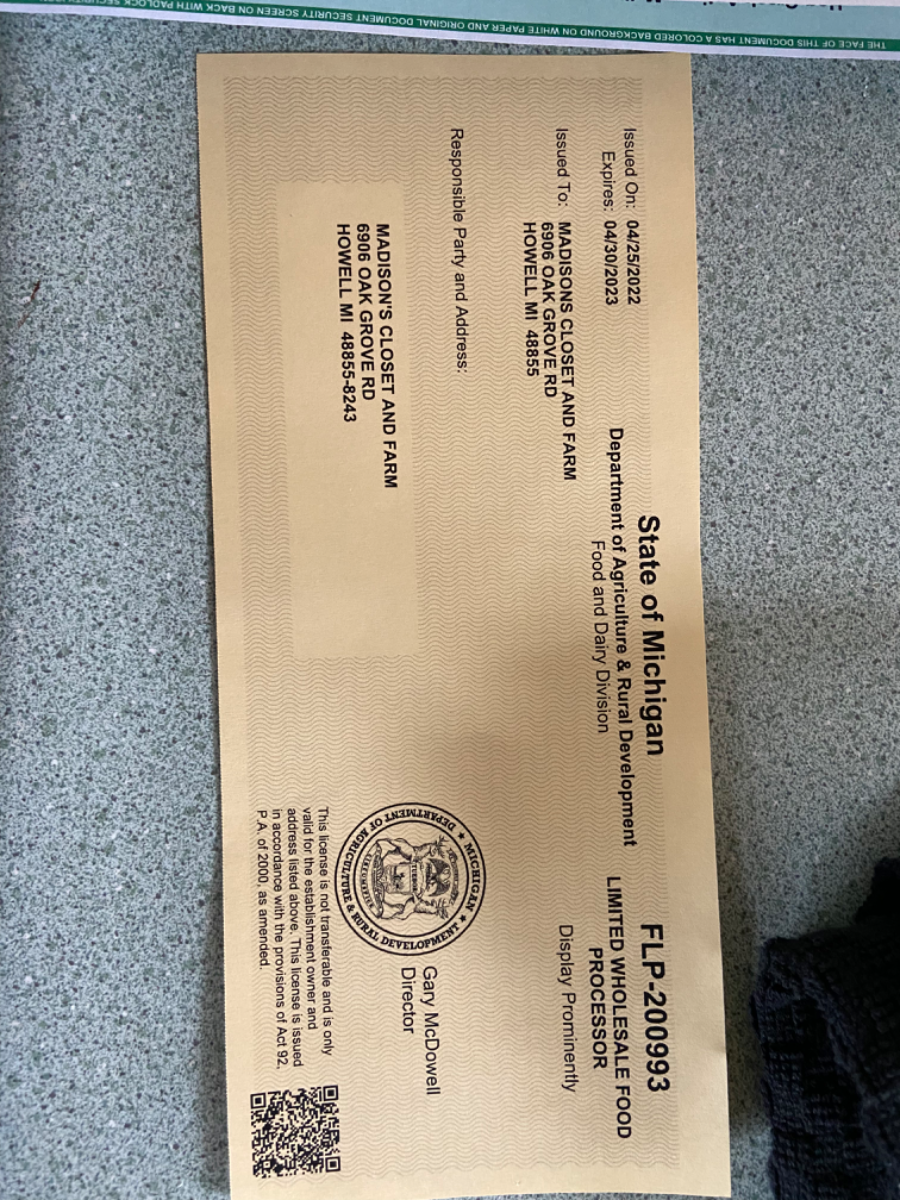 THE FACE OF THIS DOCUMENT HAS A COLORED BACKGROUND ON WHITE PAPER AND ORIGINAL DOCUMENT SECURITY SCREEN ON BACK WITH PADLOCK
State of Michigan
Department of Agriculture & Rural Development
Food and Dairy Division
FLP-200993
LIMITED WHOLESALE FOOD
PROCESSOR
Display Prominently
Issued On: 04/25/2022
Expires: 04/30/2023
Issued To: MADISONS CLOSET AND FARM
6906 OAK GROVE RD
HOWELL MI 48855
Responsible Party and Address:
MADISON'S CLOSET AND FARM
6906 OAK GROVE RD
HOWELL MI 48855-8243
MICHIGAN
DEPARTMENT OF AGRICULTURE & RURAL DEVELOPMENT
TUEBOR
Gary McDowell
Director
This license is not transferable and is only
valid for the establishment owner and
address listed above. This license is issued
in accordance with the provisions of Act 92,
P.A. of 2000, as amended.